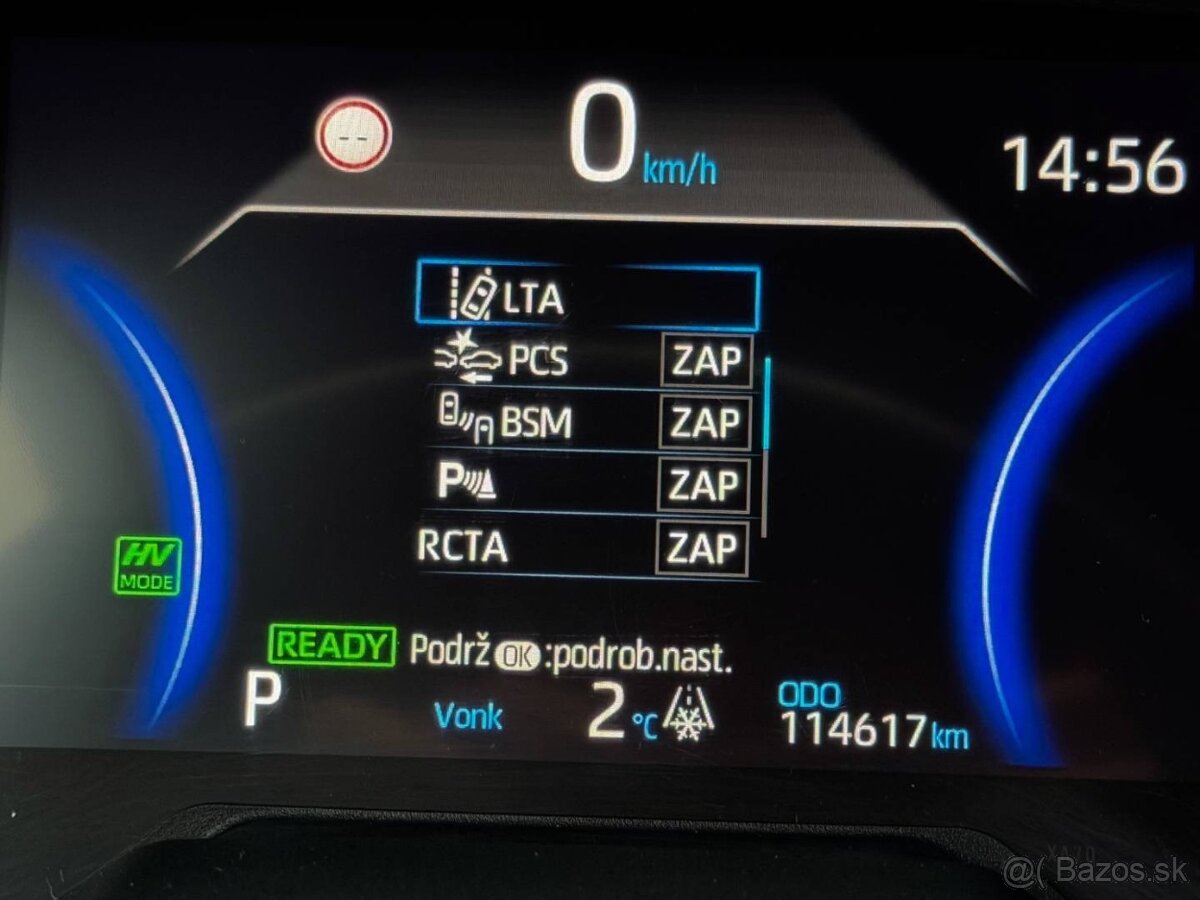 --
0 km/h
14:56
LTA
PCS ZAP
BSM ZAP
P ZAP
RCTA ZAP
HV
MODE
READY Podrž OK :podrob.nast.
P
Vonk 2 °C
ODO
114617 km
@( Bazos.sk